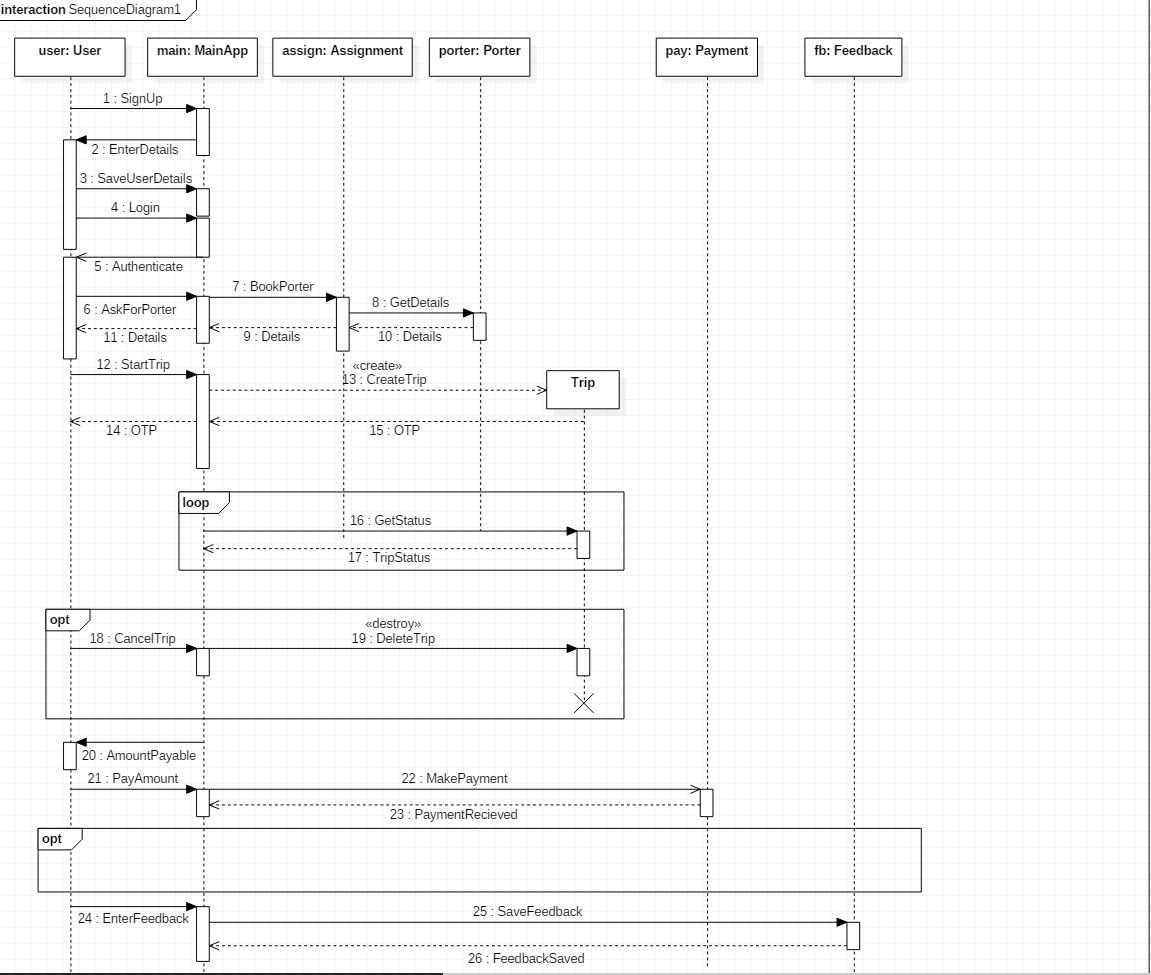 interaction SequenceDiagram1
user: User
main: MainApp
assign: Assignment
porter: Porter
pay: Payment
fb: Feedback
1 : SignUp
2 : EnterDetails
3 : SaveUserDetails
4 : Login
5 : Authenticate
7 : BookPorter
8 : GetDetails
6 : AskForPorter
11 : Details
9 : Details
10 : Details
12 : StartTrip
«create»
13 : CreateTrip
Trip
14 : OTP
15 : OTP
loop
16 : GetStatus
17 : TripStatus
opt
«destroy»
18 : CancelTrip
19 : DeleteTrip
20 : AmountPayable
21 : PayAmount
22 : MakePayment
23 : PaymentRecieved
opt
24 : EnterFeedback
25 : SaveFeedback
26 : FeedbackSaved